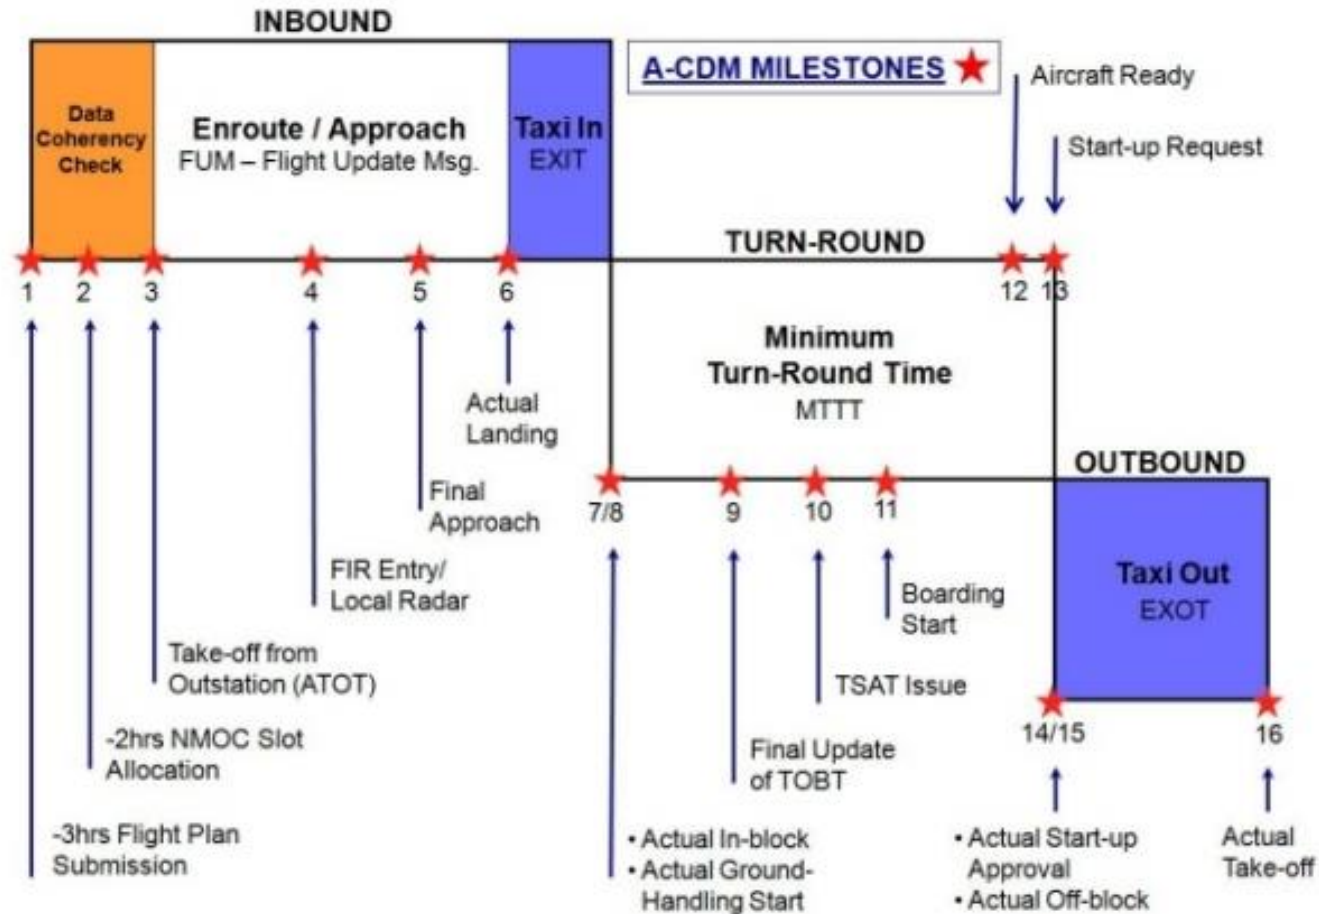 INBOUND
A-CDM MILESTONES
Aircraft Ready
Start-up Request
Data
Coherency
Check
Enroute / Approach
FUM – Flight Update Msg.
Taxi In
EXIT
TURN-ROUND
1
2
3
4
5
6
12
13
Minimum
Turn-Round Time
MTTT
Actual
Landing
Final
Approach
FIR Entry/
Local Radar
Take-off from
Outstation (ATOT)
-2hrs NMOC Slot
Allocation
-3hrs Flight Plan
Submission
7/8
9
10
11
OUTBOUND
Boarding
Start
TSAT Issue
Final Update
of TOBT
• Actual In-block
• Actual Ground-
Handling Start
Taxi Out
EXOT
14/15
16
• Actual Start-up
Approval
• Actual Off-block
Actual
Take-off